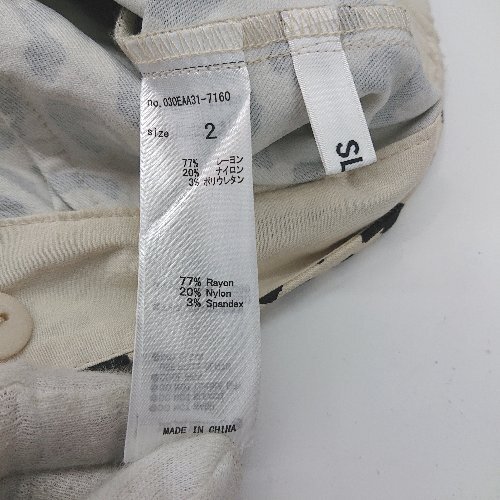 no.030EAA31-7160
size 2
77% レーヨン
20% ナイロン
3% ポリウレタン
77% Rayon
20% Nylon
3% Spandex
MADE IN CHINA
SL